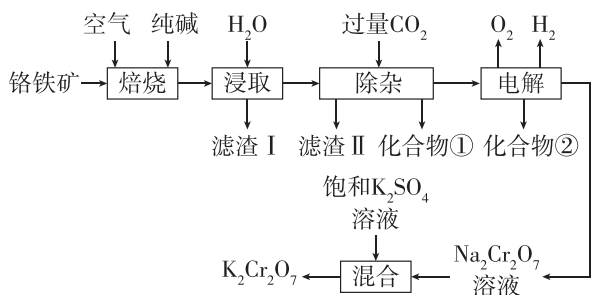 空气 纯碱 H₂O 过量CO₂ O₂ H₂
铬铁矿 焙烧 浸取 除杂 电解
滤渣Ⅰ 滤渣Ⅱ 化合物① 化合物②
饱和K₂SO₄
溶液
K₂Cr₂O₇ 混合 Na₂Cr₂O₇
溶液